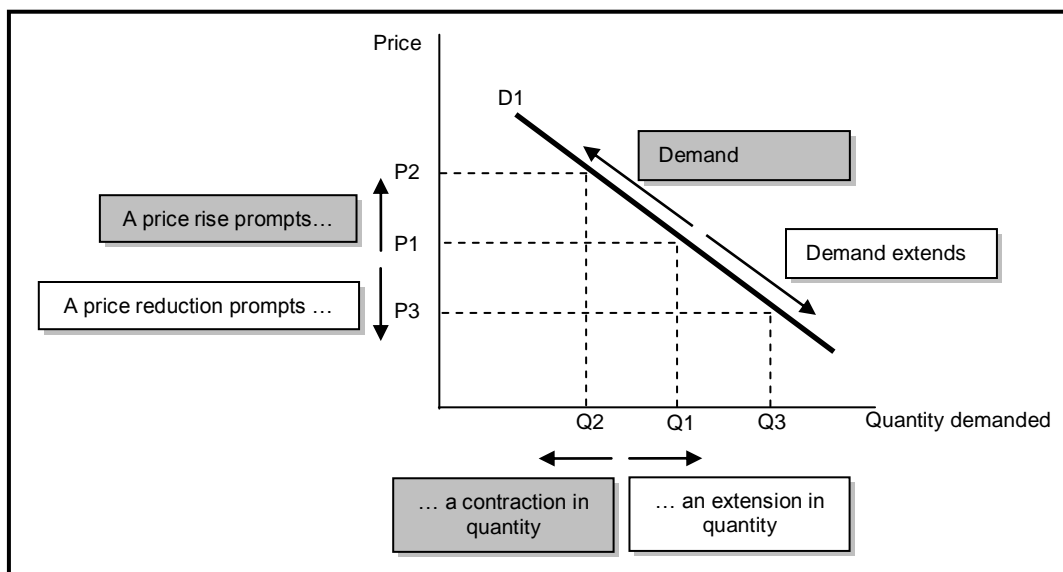 Price
D1
Demand
P2
A price rise prompts…
P1
Demand extends
A price reduction prompts …
P3
Q2 Q1 Q3 Quantity demanded
… a contraction in
quantity
… an extension in
quantity